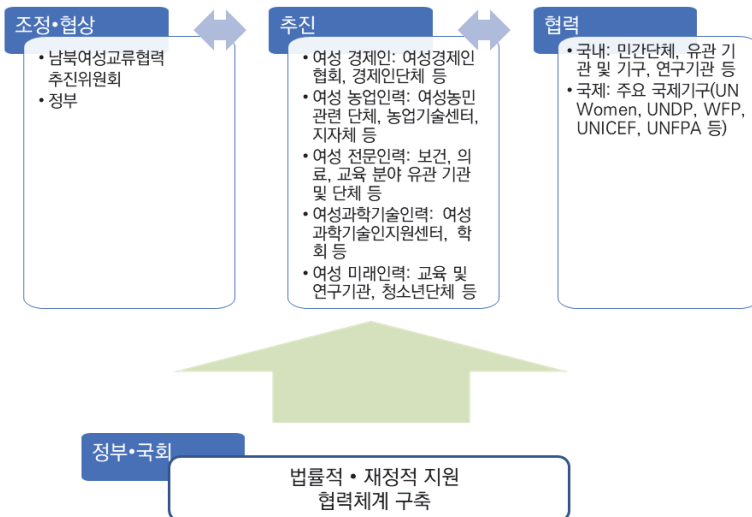 조정•협상
• 남북여성교류협력
추진위원회
• 정부
추진
• 여성 경제인: 여성경제인
협회, 경제인단체 등
• 여성 농업인력: 여성농민
관련 단체, 농업기술센터,
지자체 등
• 여성 전문인력: 보건, 의
료, 교육 분야 유관 기관
및 단체 등
• 여성과학기술인력: 여성
과학기술인지원센터, 학
회 등
• 여성 미래인력: 교육 및
연구기관, 청소년단체 등
협력
• 국내: 민간단체, 유관 기
관 및 기구, 연구기관 등
• 국제: 주요 국제기구(UN
Women, UNDP, WFP,
UNICEF, UNFPA 등)
정부•국회
법률적 • 재정적 지원
협력체계 구축